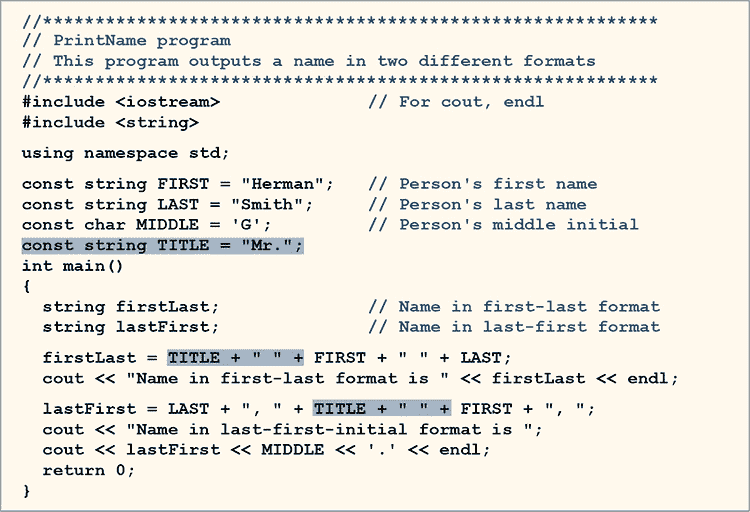 //***********************************************************
// PrintName program
// This program outputs a name in two different formats
//***********************************************************
#include <iostream>              // For cout, endl
#include <string>
using namespace std;
const string FIRST = "Herman";   // Person's first name
const string LAST = "Smith";     // Person's last name
const char MIDDLE = 'G';         // Person's middle initial
const string TITLE = "Mr.";
int main()
{
  string firstLast;              // Name in first-last format
  string lastFirst;              // Name in last-first format
  firstLast = TITLE + " " + FIRST + " " + LAST;
  cout << "Name in first-last format is " << firstLast << endl;
  lastFirst = LAST + ", " + TITLE + " " + FIRST + ", ";
  cout << "Name in last-first-initial format is ";
  cout << lastFirst << MIDDLE << '.' << endl;
  return 0;
}